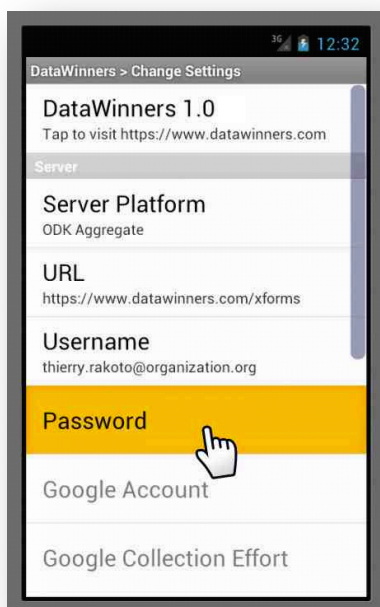 3G 12:32
DataWinners > Change Settings
DataWinners 1.0
Tap to visit https://www.datawinners.com
Server
Server Platform
ODK Aggregate
URL
https://www.datawinners.com/xforms
Username
thierry.rakoto@organization.org
Password
Google Account
Google Collection Effort